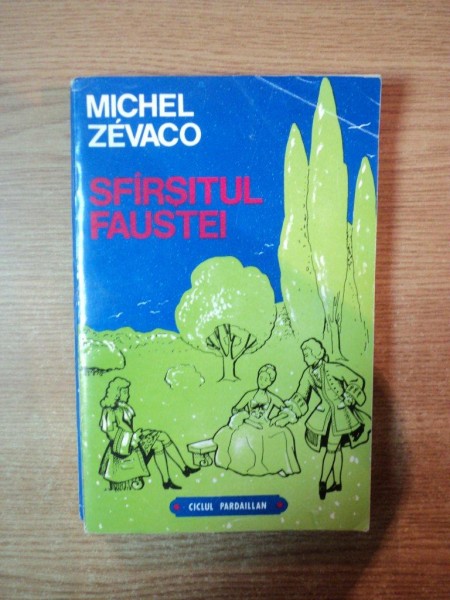 MICHEL
ZÉVACO
SFÎRȘITUL
FAUSTEI
CICLUL PARDAILLAN